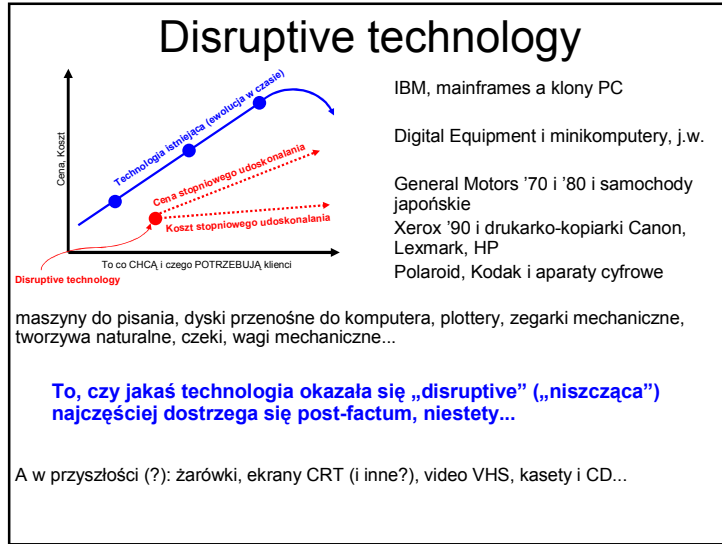 Disruptive technology
Cena, Koszt
Technologia istniejąca (ewolucja w czasie)
Cena stopniowego udoskonalania
Koszt stopniowego udoskonalania
To co CHCĄ i czego POTRZEBUJĄ klienci
Disruptive technology
IBM, mainframes a klony PC
Digital Equipment i minikomputery, j.w.
General Motors '70 i '80 i samochody
japońskie
Xerox '90 i drukarko-kopiarki Canon,
Lexmark, HP
Polaroid, Kodak i aparaty cyfrowe
maszyny do pisania, dyski przenośne do komputera, plottery, zegarki mechaniczne,
tworzywa naturalne, czeki, wagi mechaniczne...
To, czy jakaś technologia okazała się „disruptive” („niszcząca”)
najczęściej dostrzega się post-factum, niestety...
A w przyszłości (?): żarówki, ekrany CRT (i inne?), video VHS, kasety i CD...